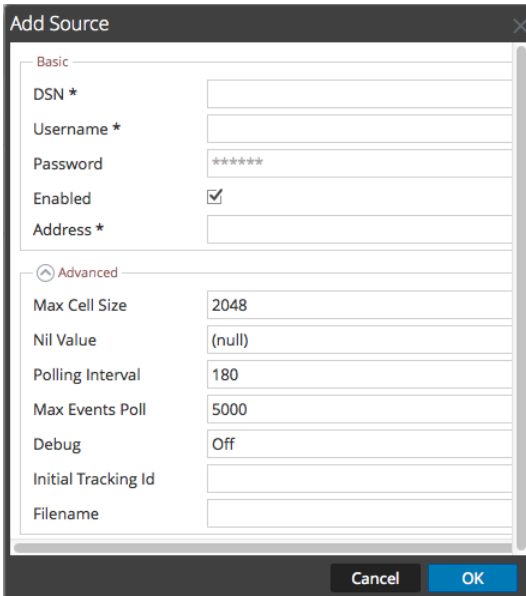 Add Source
Basic
DSN *
Username *
Password ******
Enabled
Address *
Advanced
Max Cell Size 2048
Nil Value (null)
Polling Interval 180
Max Events Poll 5000
Debug Off
Initial Tracking Id
Filename
Cancel OK